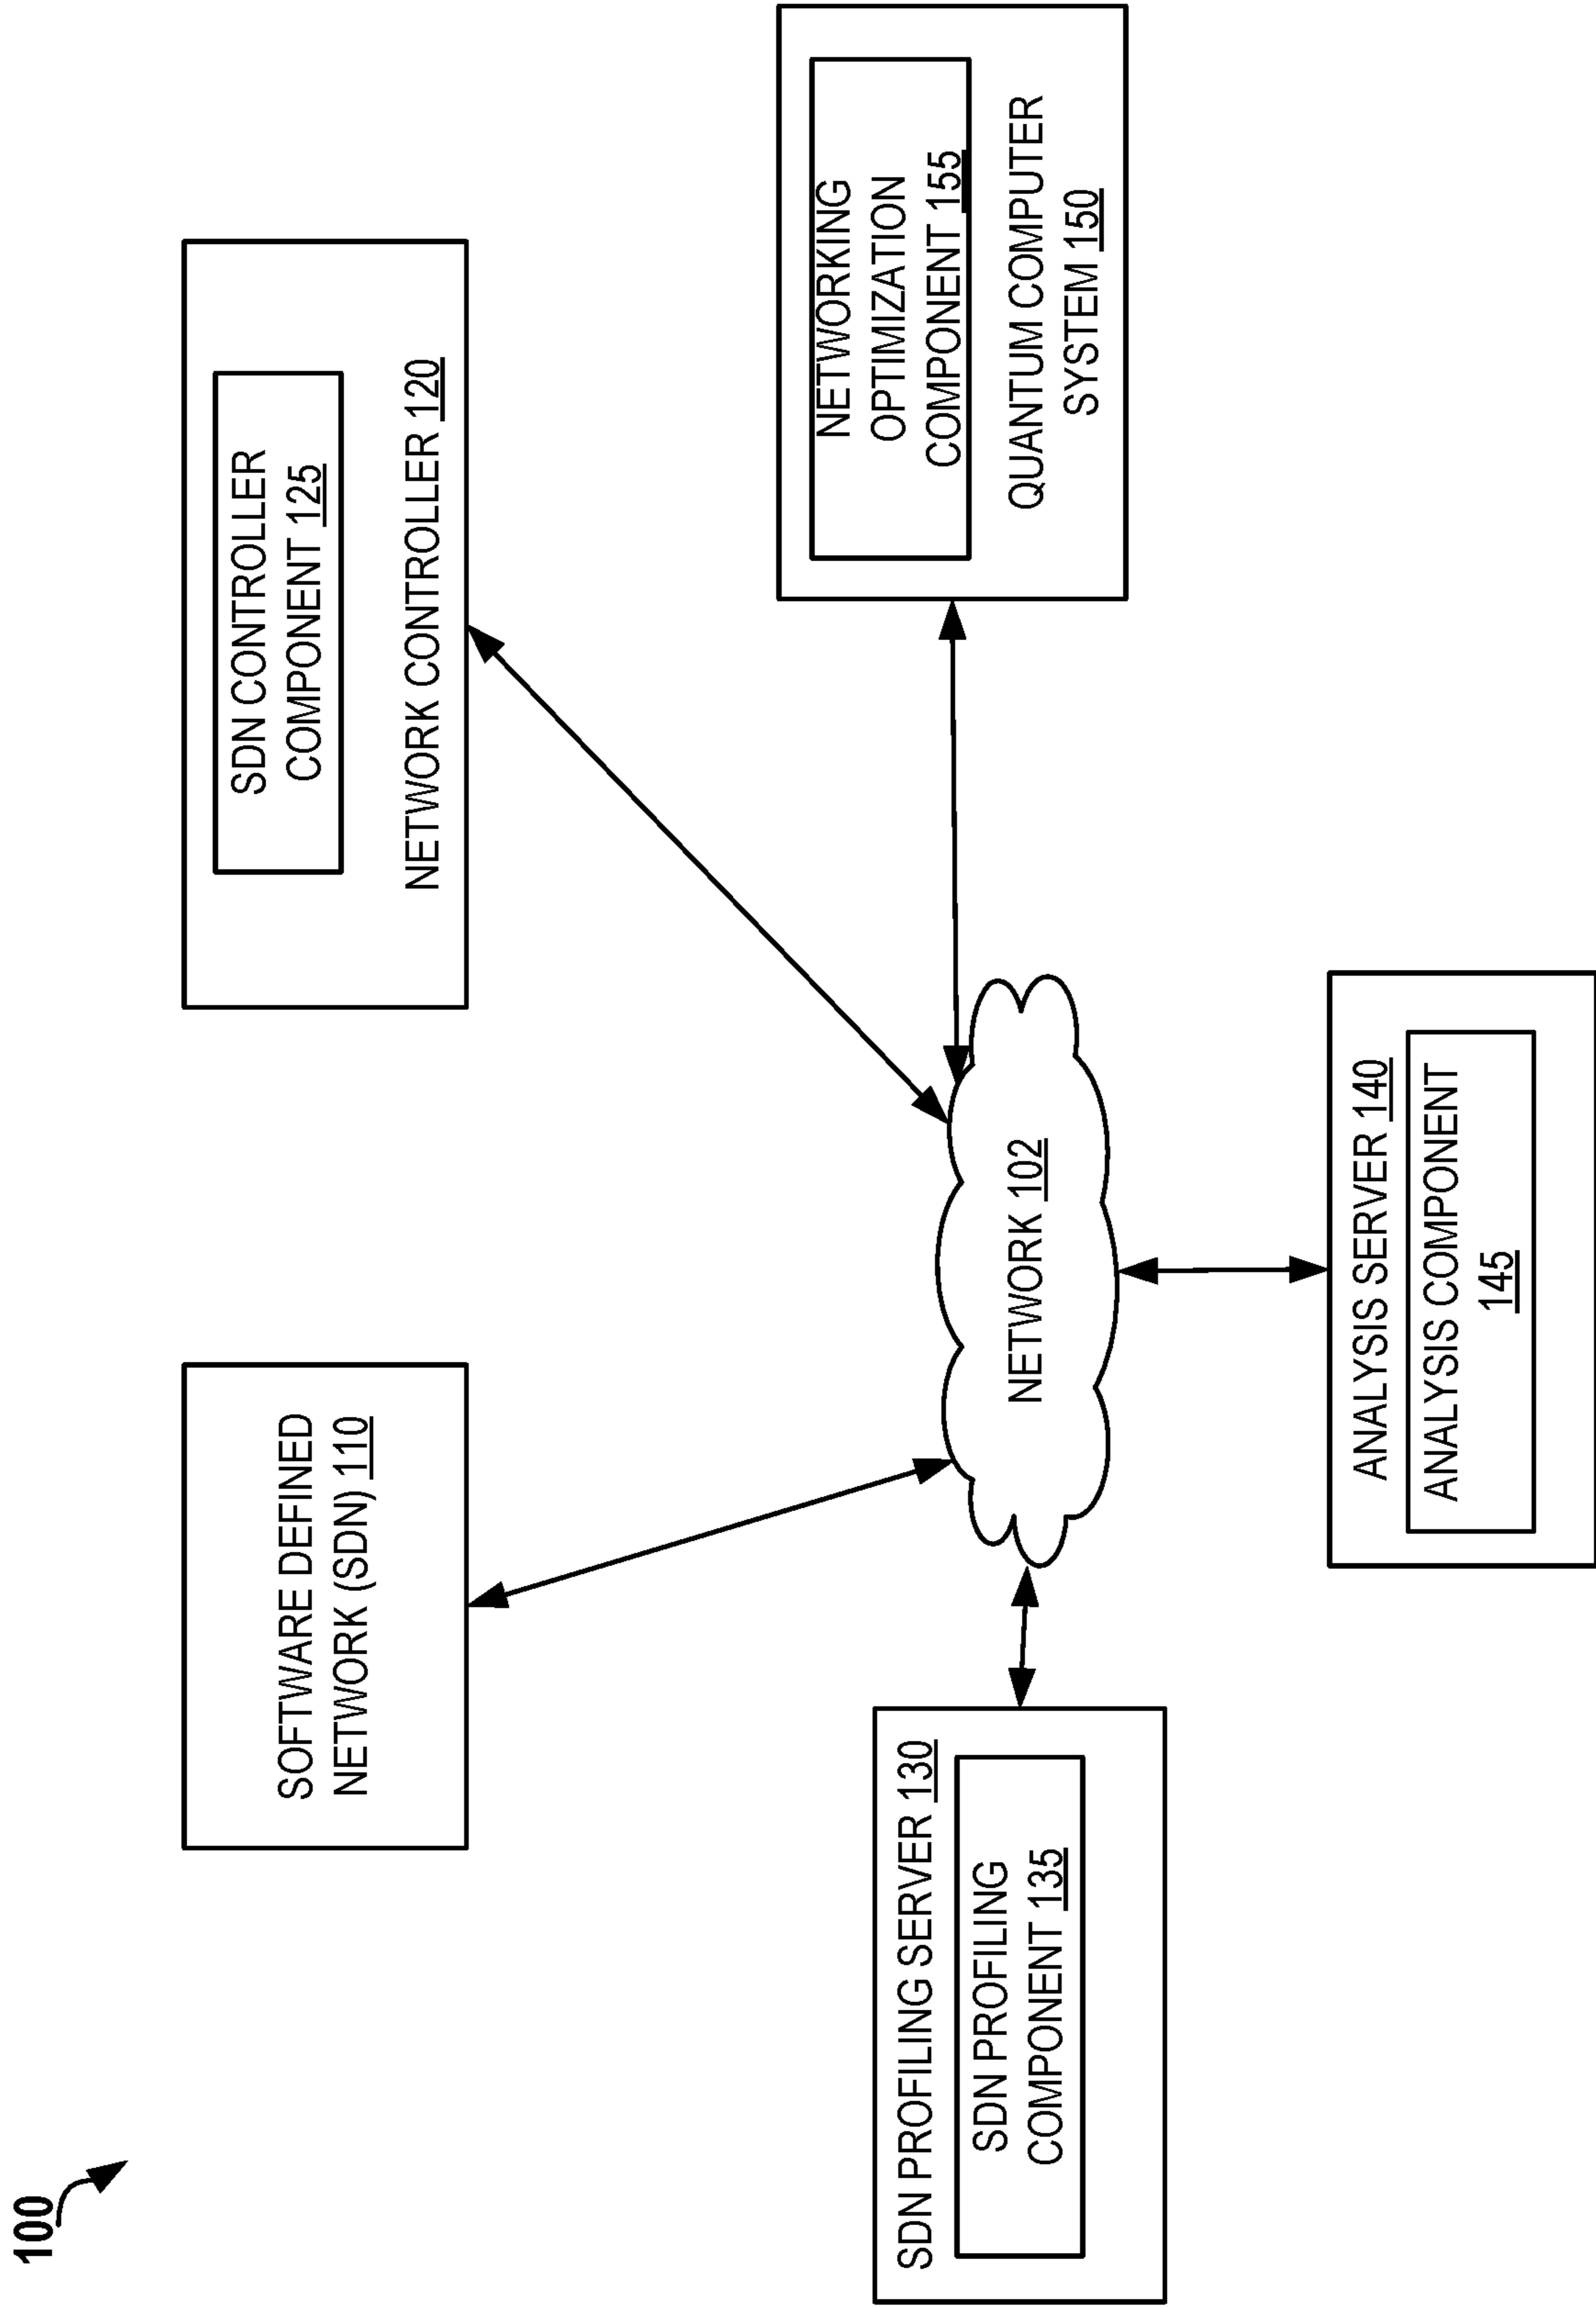 100
SOFTWARE DEFINED
NETWORK (SDN) 110
SDN CONTROLLER
COMPONENT 125
NETWORK CONTROLLER 120
SDN PROFILING SERVER 130
SDN PROFILING
COMPONENT 135
NETWORK 102
NETWORKING
OPTIMIZATION
COMPONENT 155
QUANTUM COMPUTER
SYSTEM 150
ANALYSIS SERVER 140
ANALYSIS COMPONENT
145